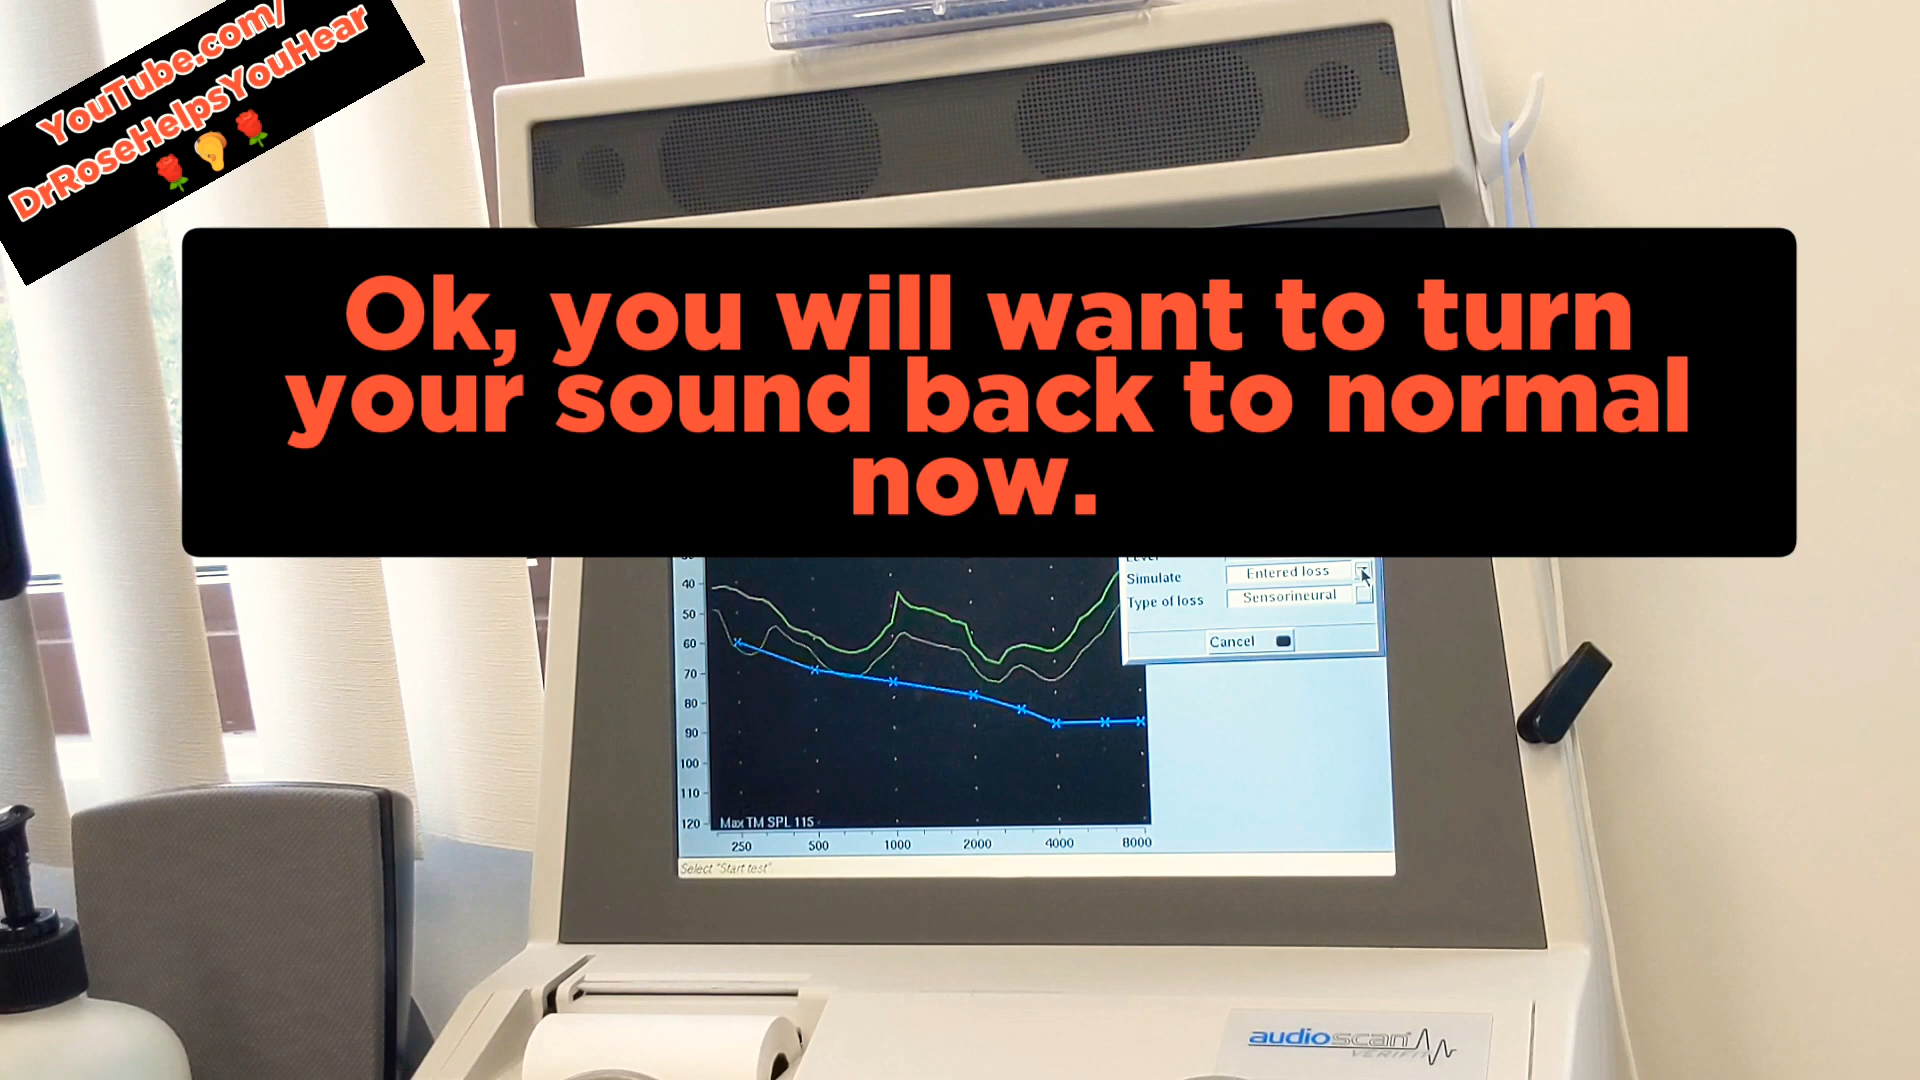 YouTube.com/
DrRoseHelpsYouHear
Ok, you will want to turn
your sound back to normal
now.
Simulate Entered loss
Type of loss Sensorineural
Cancel
40
50
60
70
80
90
100
110
120
Max TM SPL 115
250 500 1000 2000 4000 8000
Select "Start test".
audioscan
VERIFIT